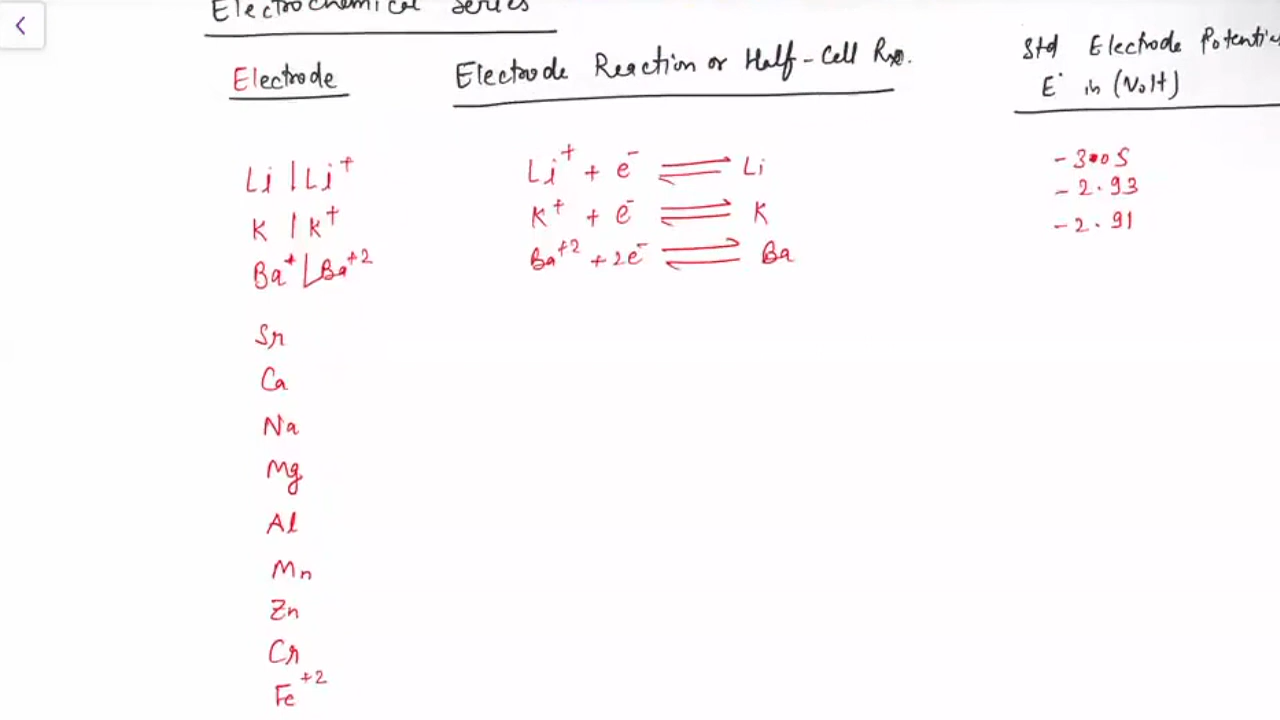 Electrochemical Series
Electrode Electrode Reaction or Half-Cell Rxn. Std Electrode Potential
E° in (Volt)
Li | Li⁺ Li⁺ + e⁻ ⇌ Li -3.05
K | K⁺ K⁺ + e⁻ ⇌ K -2.93
Ba⁺ | Ba⁺² Ba⁺² + 2e⁻ ⇌ Ba -2.91
Sr
Ca
Na
Mg
Al
Mn
Zn
Cr
Fe⁺²